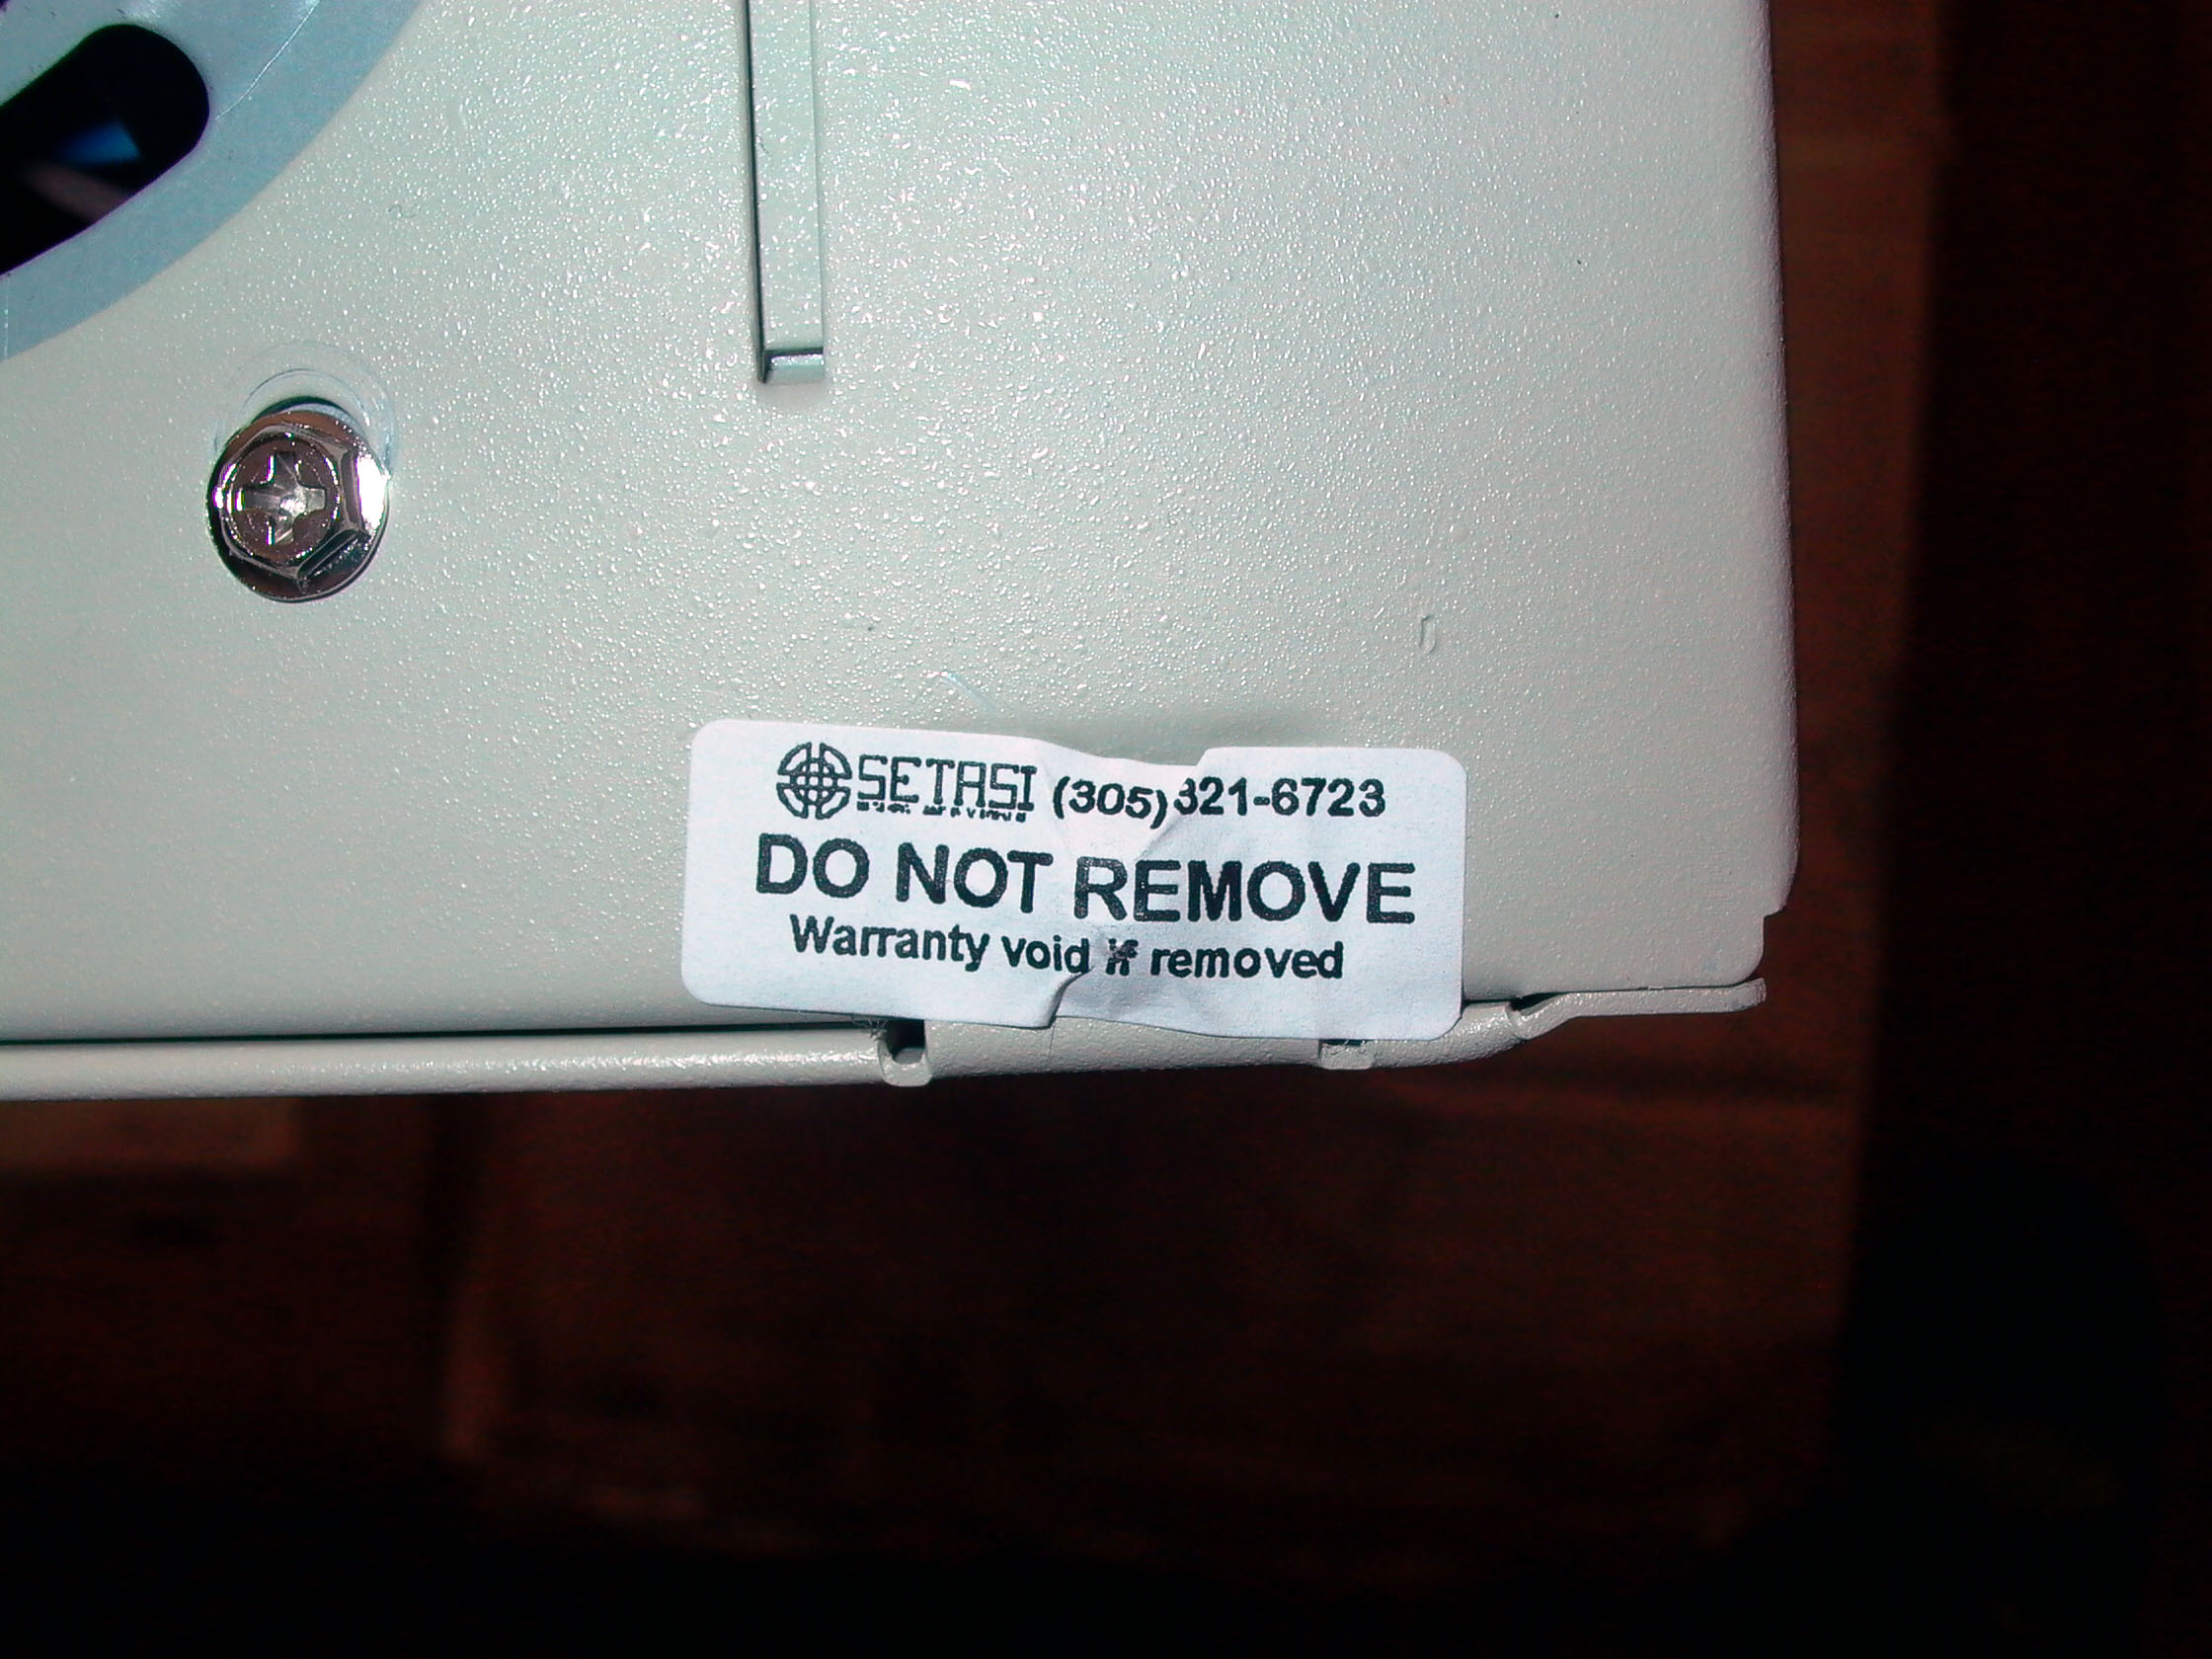 SETASI (305) 321-6723
DO NOT REMOVE
Warranty void if removed